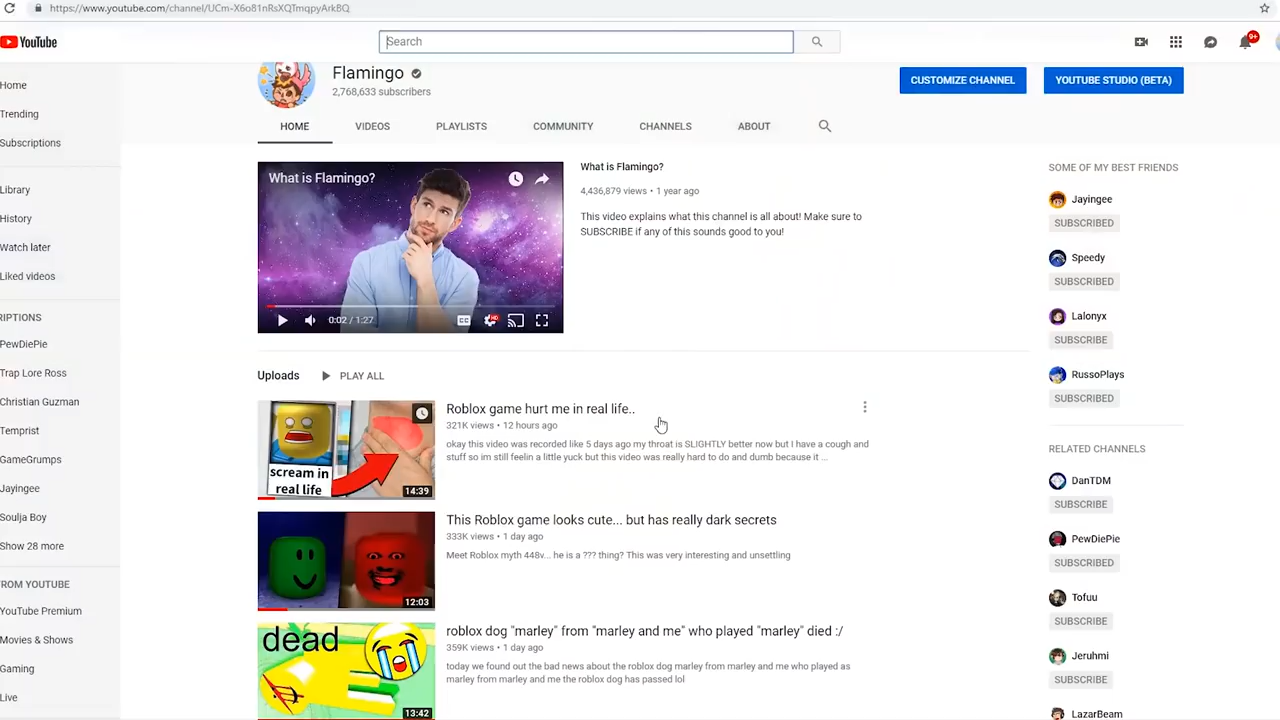 https://www.youtube.com/channel/UCm-X6o81nRsXQTmqpyArk8Q
YouTube
Search
9+
Home
Trending
Subscriptions
Library
History
Watch later
Liked videos
RIPTIONS
PewDiePie
Trap Lore Ross
Christian Guzman
Temprist
GameGrumps
Jayingee
Soulja Boy
Show 28 more
FROM YOUTUBE
YouTube Premium
Movies & Shows
Gaming
Live
Flamingo
2,768,633 subscribers
CUSTOMIZE CHANNEL
YOUTUBE STUDIO (BETA)
HOME
VIDEOS
PLAYLISTS
COMMUNITY
CHANNELS
ABOUT
What is Flamingo?
0:02 / 1:27
CC
HD
What is Flamingo?
4,436,879 views • 1 year ago
This video explains what this channel is all about! Make sure to
SUBSCRIBE if any of this sounds good to you!
Uploads
PLAY ALL
scream in
real life
14:39
Roblox game hurt me in real life..
321K views • 12 hours ago
okay this video was recorded like 5 days ago my throat is SLIGHTLY better now but I have a cough and
stuff so im still feelin a little yuck but this video was really hard to do and dumb because it ...
12:03
This Roblox game looks cute... but has really dark secrets
333K views • 1 day ago
Meet Roblox myth 448v... he is a ??? thing? This was very interesting and unsettling
dead
13:42
roblox dog "marley" from "marley and me" who played "marley" died :/
359K views • 1 day ago
today we found out the bad news about the roblox dog marley from marley and me who played as
marley from marley and me the roblox dog has passed lol
SOME OF MY BEST FRIENDS
Jayingee
SUBSCRIBED
Speedy
SUBSCRIBED
Lalonyx
SUBSCRIBE
RussoPlays
SUBSCRIBE
RELATED CHANNELS
DanTDM
SUBSCRIBE
PewDiePie
SUBSCRIBED
Tofuu
SUBSCRIBE
Jeruhmi
SUBSCRIBE
LazarBeam